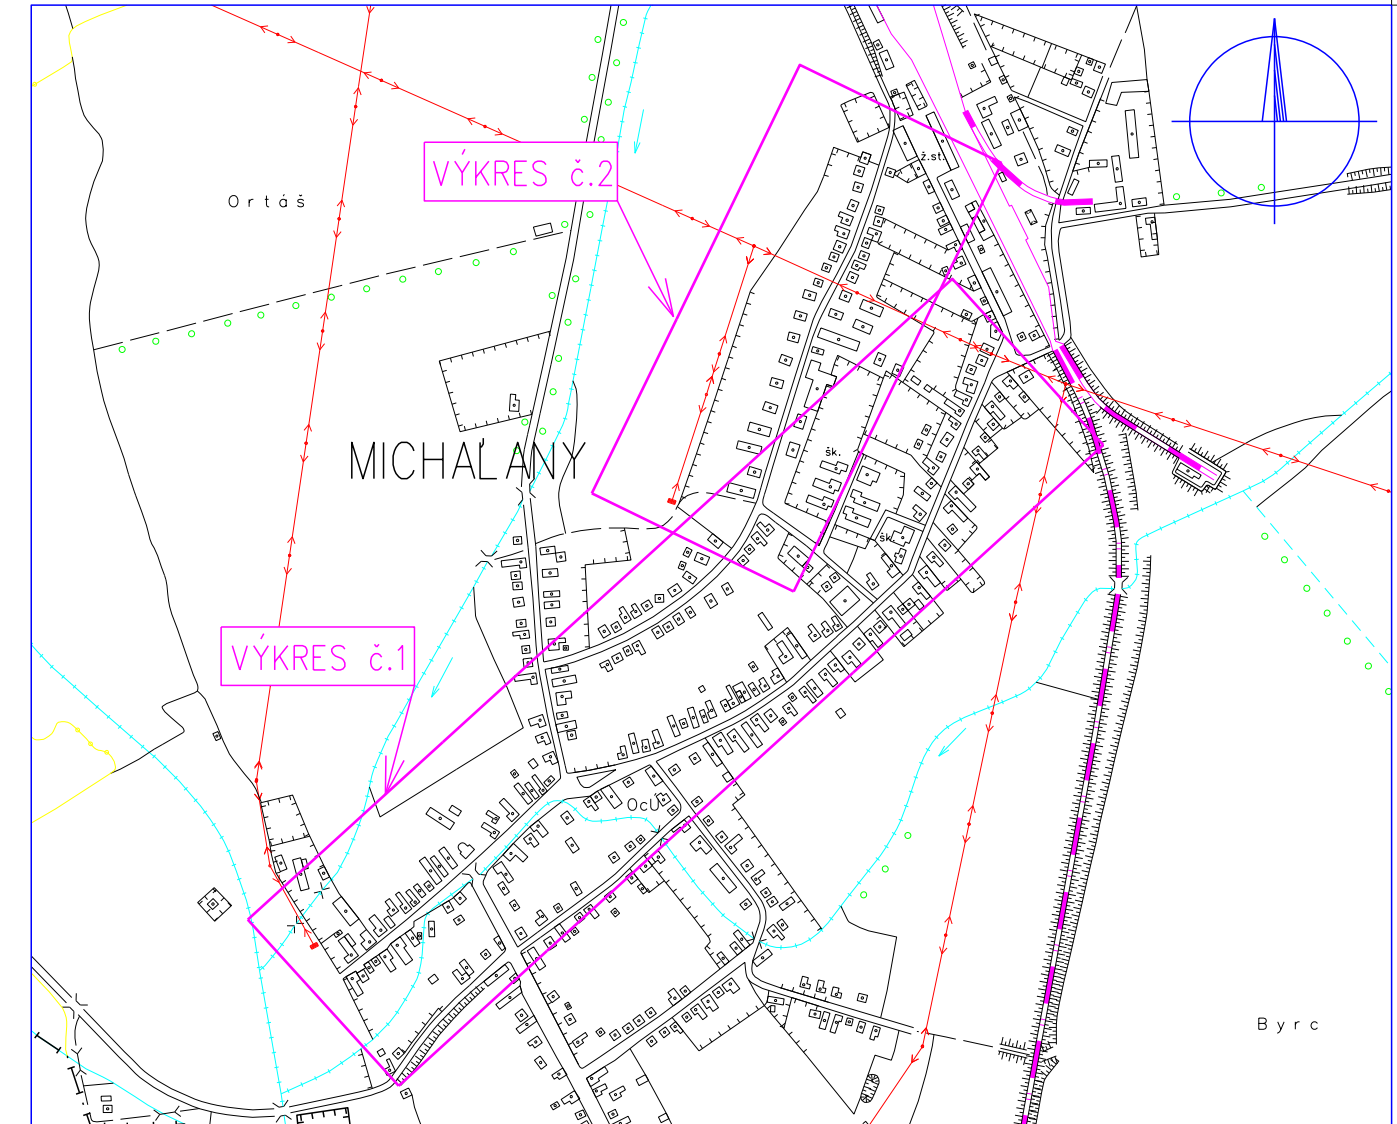 VÝKRES č.2
ž.st.
Ortáš
MICHAĽANY
šk.
šk.
VÝKRES č.1
OcÚ
Byrc